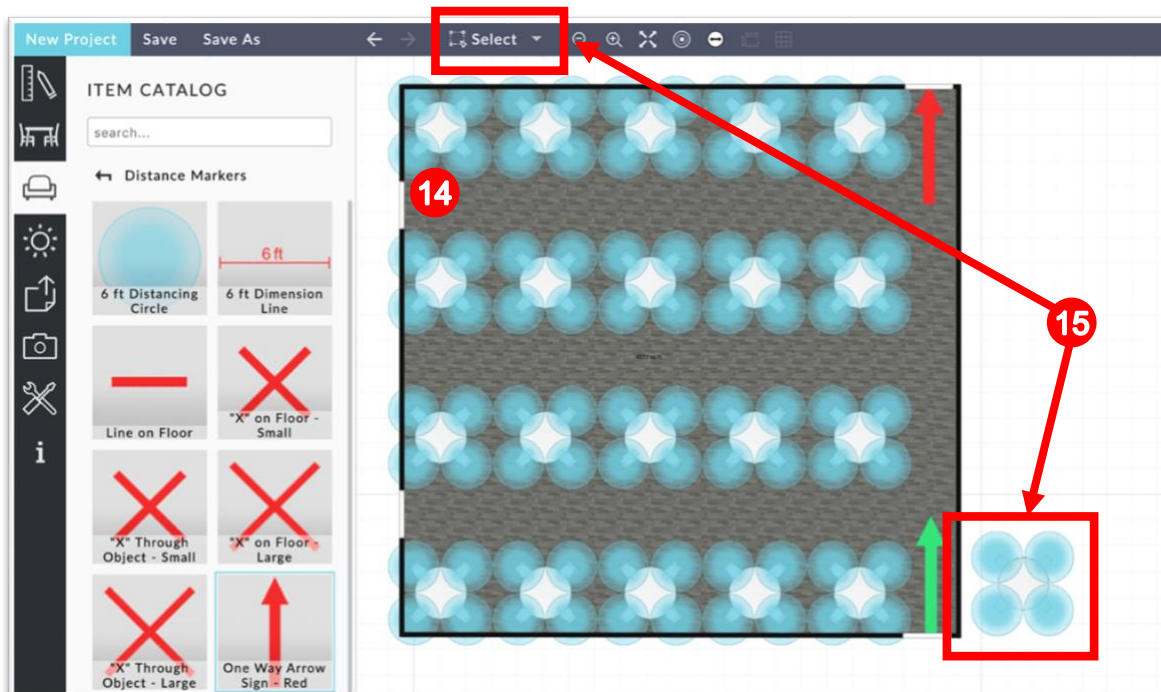 New Project Save Save As Select
ITEM CATALOG
search...
Distance Markers
6 ft
6 ft Distancing
Circle
6 ft Dimension
Line
Line on Floor
"X" on Floor -
Small
"X" Through
Object - Small
"X" on Floor -
Large
"X" Through
Object - Large
One Way Arrow
Sign - Red
i
14
15